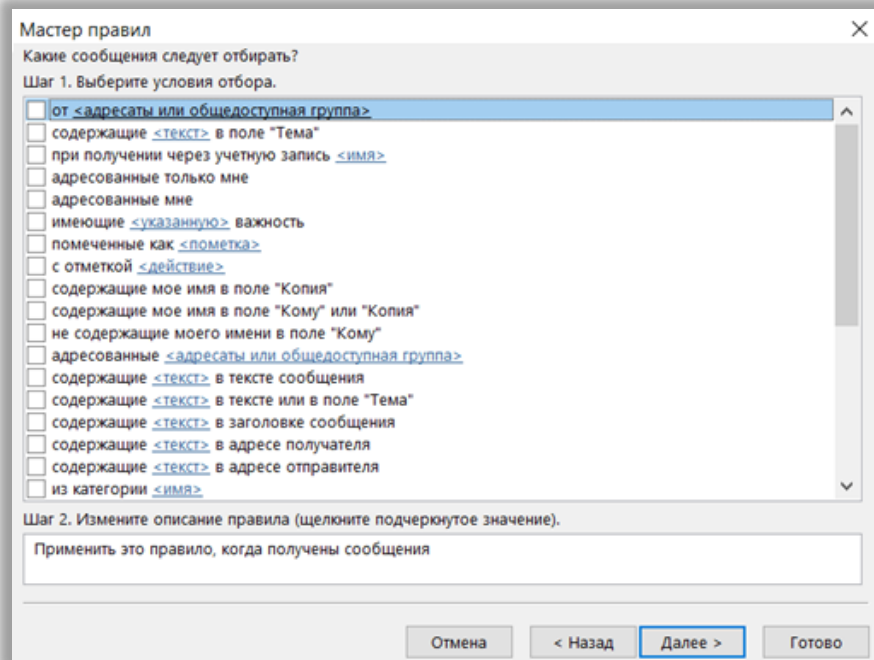 Мастер правил
Какие сообщения следует отбирать?
Шаг 1. Выберите условия отбора.
от <адресаты или общедоступная группа>
содержащие <текст> в поле "Тема"
при получении через учетную запись <имя>
адресованные только мне
адресованные мне
имеющие <указанную> важность
помеченные как <пометка>
с отметкой <действие>
содержащие мое имя в поле "Копия"
содержащие мое имя в поле "Кому" или "Копия"
не содержащие моего имени в поле "Кому"
адресованные <адресаты или общедоступная группа>
содержащие <текст> в тексте сообщения
содержащие <текст> в тексте или в поле "Тема"
содержащие <текст> в заголовке сообщения
содержащие <текст> в адресе получателя
содержащие <текст> в адресе отправителя
из категории <имя>
Шаг 2. Измените описание правила (щелкните подчеркнутое значение).
Применить это правило, когда получены сообщения
Отмена < Назад Далее > Готово